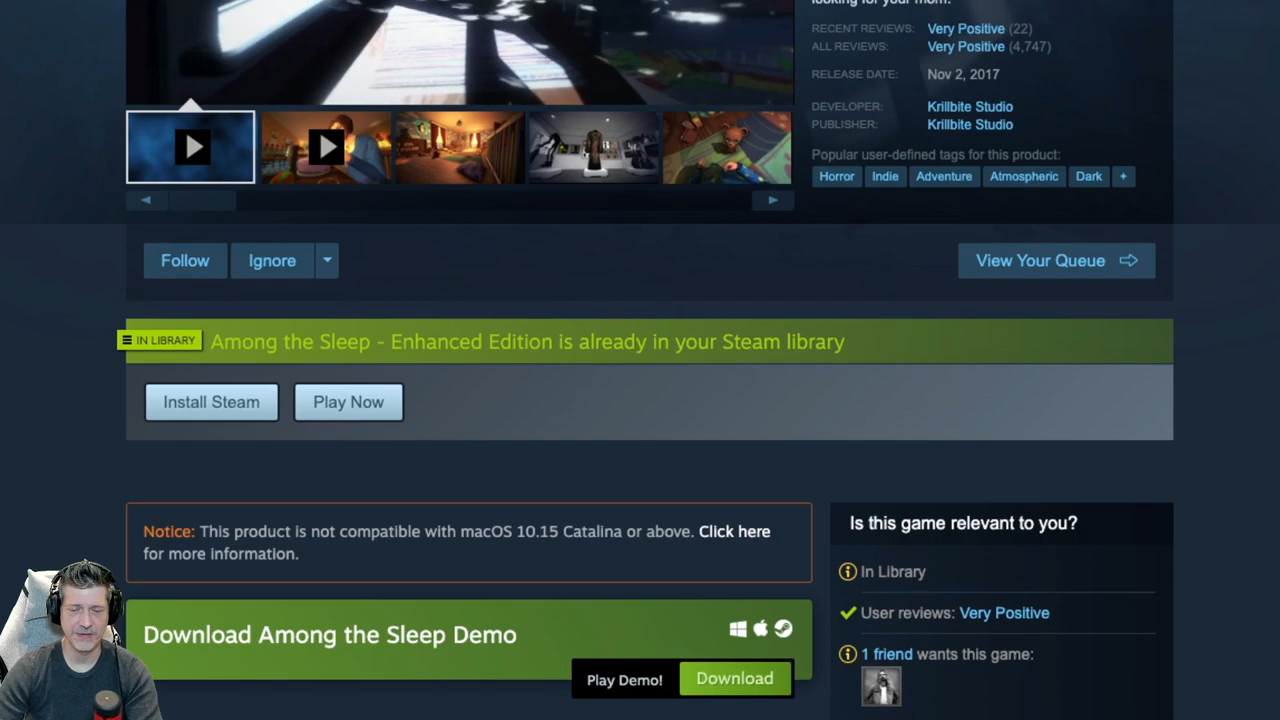 RECENT REVIEWS: Very Positive (22)
ALL REVIEWS: Very Positive (4,747)
RELEASE DATE: Nov 2, 2017
DEVELOPER: Krillbite Studio
PUBLISHER: Krillbite Studio
Popular user-defined tags for this product:
Horror Indie Adventure Atmospheric Dark +
Follow Ignore View Your Queue
IN LIBRARY Among the Sleep - Enhanced Edition is already in your Steam library
Install Steam Play Now
Notice: This product is not compatible with macOS 10.15 Catalina or above. Click here
for more information.
Download Among the Sleep Demo
Play Demo! Download
Is this game relevant to you?
In Library
User reviews: Very Positive
1 friend wants this game: